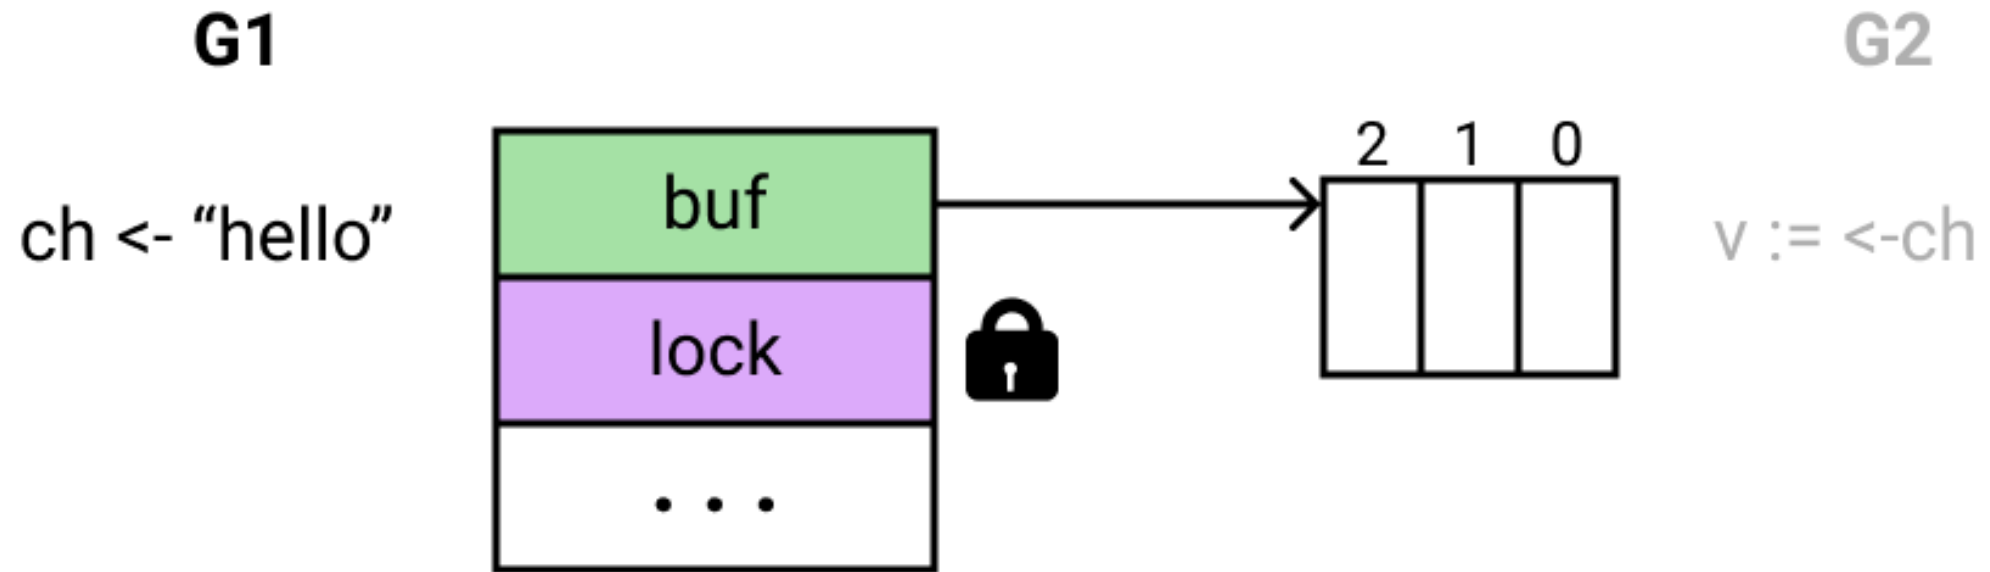 G1
G2
2 1 0
ch <- “hello”
buf
v := <-ch
lock
• • •